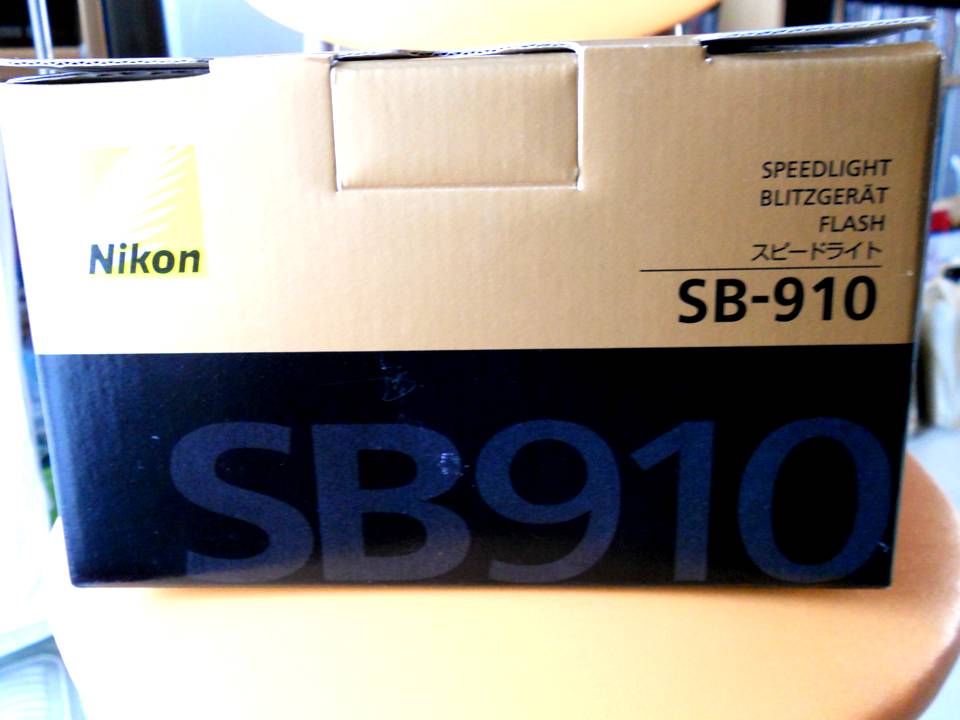 Nikon
SPEEDLIGHT
BLITZGERÄT
FLASH
スピードライト
SB-910
SB910